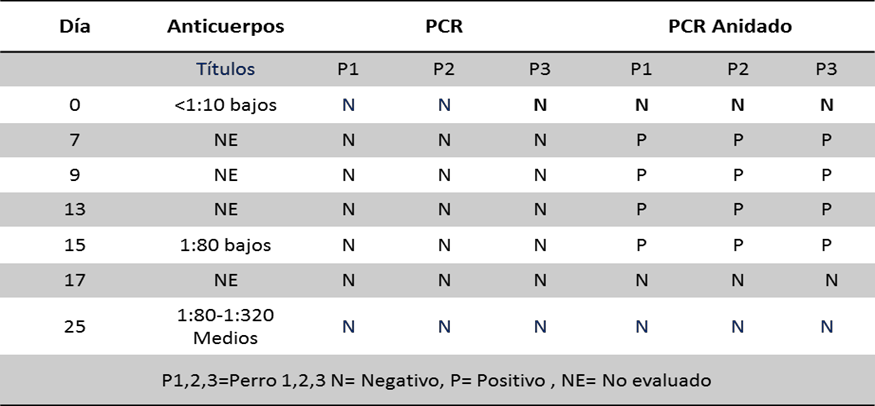 Día Anticuerpos PCR PCR Anidado
Títulos P1 P2 P3 P1 P2 P3
0 <1:10 bajos N N N N N N
7 NE N N N P P P
9 NE N N N P P P
13 NE N N N P P P
15 1:80 bajos N N N P P P
17 NE N N N N N N
25 1:80-1:320 Medios N N N N N N
P1,2,3=Perro 1,2,3 N= Negativo, P= Positivo , NE= No evaluado